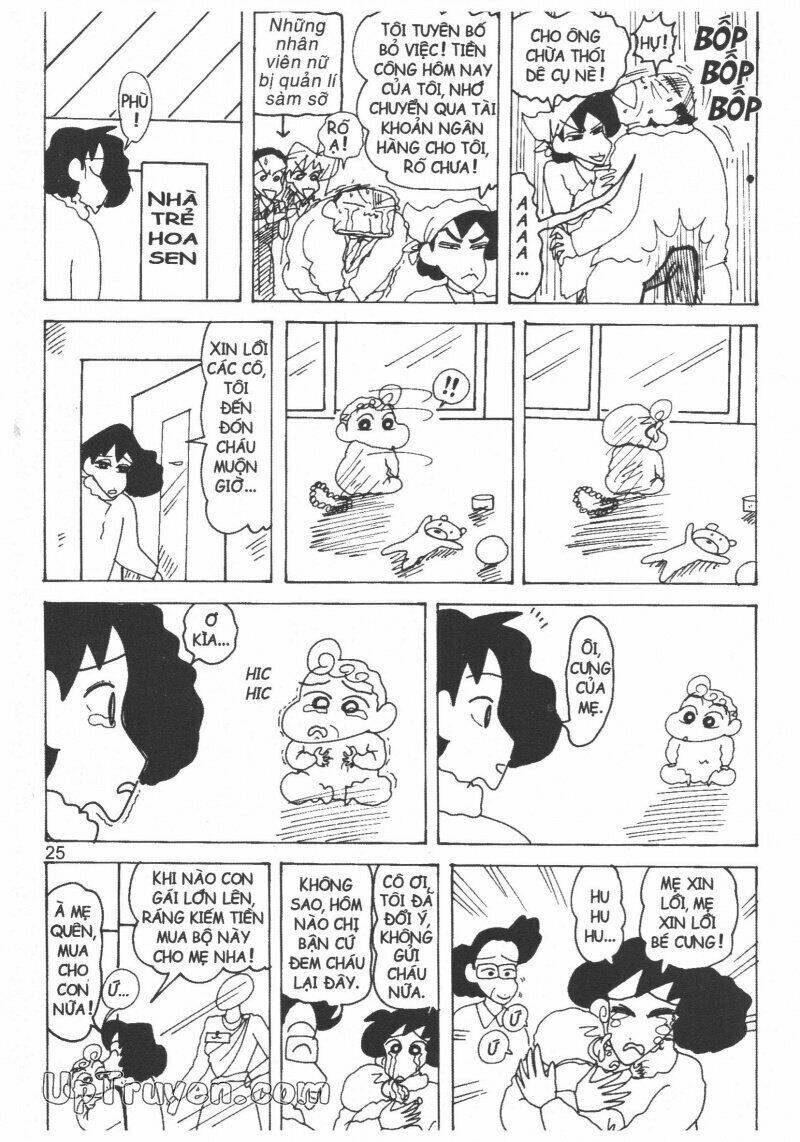 BỐP
BỐP
BỐP
HỰ!
CHO ÔNG
CHỪA THÓI
DÊ CỤ NÈ!
AAAA...
TÔI TUYÊN BỐ
BỎ VIỆC! TIỀN
CÔNG HÔM NAY
CỦA TÔI, NHỚ
CHUYỂN QUA TÀI
KHOẢN NGÂN
HÀNG CHO TÔI,
RÕ CHƯA!
RÕ
Ạ!
Những
nhân
viên nữ
bị quản lí
sàm sỡ
PHÙ
!
NHÀ
TRẺ
HOA
SEN
!!
XIN LỖI
CÁC CÔ,
TÔI
ĐẾN
ĐÓN
CHÁU
MUỘN
GIỜ...
ÔI,
CƯNG
CỦA
MẸ.
Ơ
KÌA...
HIC
HIC
25
MẸ XIN
LỖI, MẸ
XIN LỖI
BÉ CƯNG!
HU
HU
HU...
Ứ
Ứ
CÔ ƠI,
TÔI ĐÃ
ĐỔI Ý,
KHÔNG
GỬI
CHÁU
NỮA.
KHÔNG
SAO, HÔM
NÀO CHỊ
BẬN CỨ
ĐEM CHÁU
LẠI ĐÂY.
KHI NÀO CON
GÁI LỚN LÊN,
RÁNG KIẾM TIỀN
MUA BỘ NÀY
CHO MẸ NHA!
Ứ...
À MẸ
QUÊN,
MUA
CHO
CON
NỮA!
UpTruyen.com